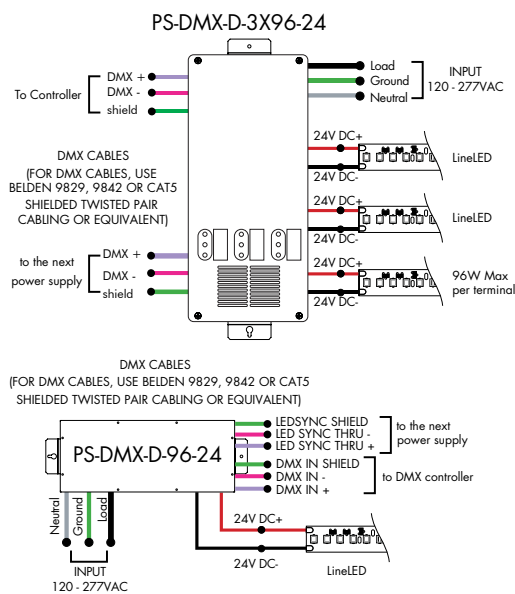 PS-DMX-D-3X96-24
DMX +
DMX -
shield
To Controller
Load
Ground
Neutral
INPUT
120 - 277VAC
DMX CABLES
(FOR DMX CABLES, USE
BELDEN 9829, 9842 OR CAT5
SHIELDED TWISTED PAIR
CABLING OR EQUIVALENT)
24V DC+
24V DC-
LineLED
24V DC+
24V DC-
LineLED
24V DC+
24V DC-
96W Max
per terminal
DMX +
DMX -
shield
to the next
power supply
DMX CABLES
(FOR DMX CABLES, USE BELDEN 9829, 9842 OR CAT5
SHIELDED TWISTED PAIR CABLING OR EQUIVALENT)
PS-DMX-D-96-24
LEDSYNC SHIELD
LED SYNC THRU -
LED SYNC THRU +
to the next
power supply
DMX IN SHIELD
DMX IN -
DMX IN +
to DMX controller
Neutral
Ground
Load
INPUT
120 - 277VAC
24V DC+
24V DC-
LineLED